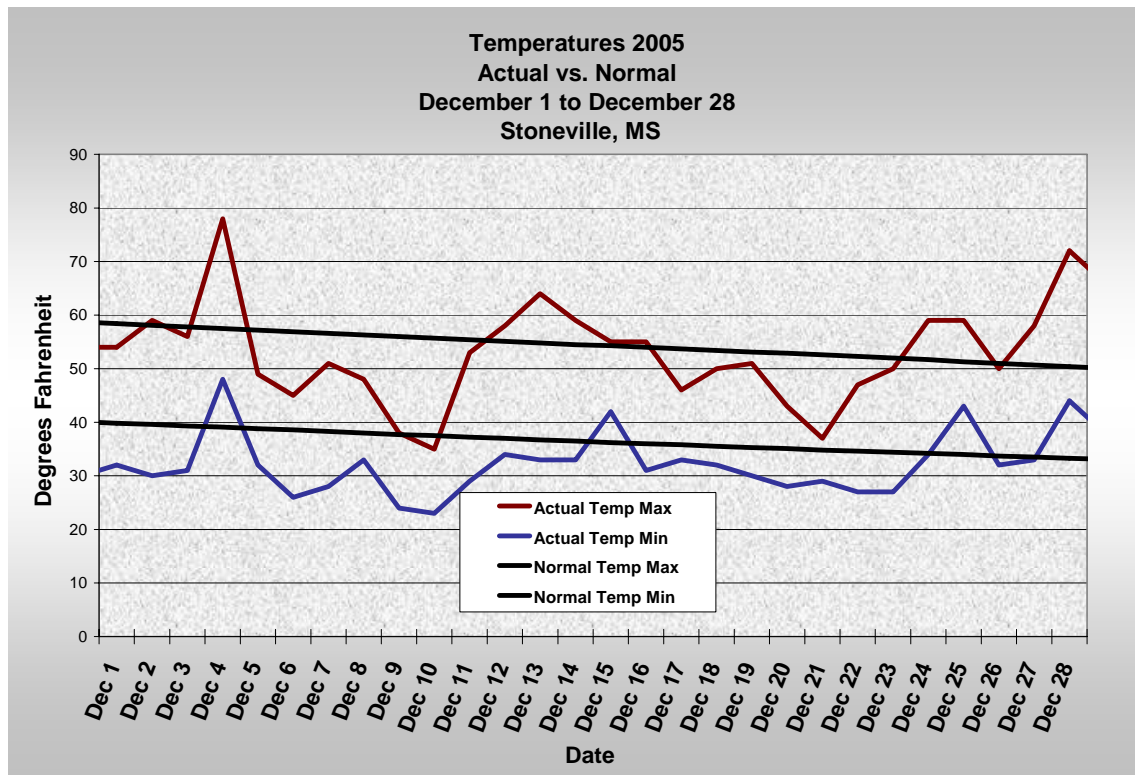 Temperatures 2005
Actual vs. Normal
December 1 to December 28
Stoneville, MS
90
80
70
60
50
40
30
20
10
0
Degrees Fahrenheit
Actual Temp Max
Actual Temp Min
Normal Temp Max
Normal Temp Min
Dec 1
Dec 2
Dec 3
Dec 4
Dec 5
Dec 6
Dec 7
Dec 8
Dec 9
Dec 10
Dec 11
Dec 12
Dec 13
Dec 14
Dec 15
Dec 16
Dec 17
Dec 18
Dec 19
Dec 20
Dec 21
Dec 22
Dec 23
Dec 24
Dec 25
Dec 26
Dec 27
Dec 28
Date